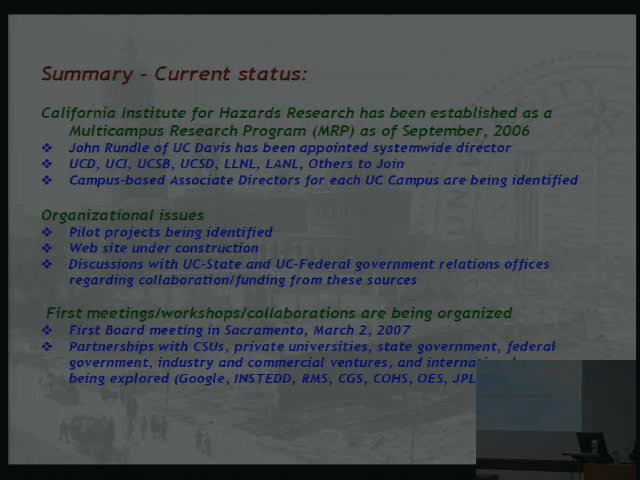 Summary - Current status:
California Institute for Hazards Research has been established as a
Multicampus Research Program (MRP) as of September, 2006
❖ John Rundle of UC Davis has been appointed systemwide director
❖ UCD, UCI, UCSB, UCSD, LLNL, LANL, Others to Join
❖ Campus-based Associate Directors for each UC Campus are being identified
Organizational issues
❖ Pilot projects being identified
❖ Web site under construction
❖ Discussions with UC-State and UC-Federal government relations offices
regarding collaboration/funding from these sources
First meetings/workshops/collaborations are being organized
❖ First Board meeting in Sacramento, March 2, 2007
❖ Partnerships with CSUs, private universities, state government, federal
government, industry and commercial ventures, and
being explored (Google, INSTEDD, RMS, CGS, COHS, OES, JPL